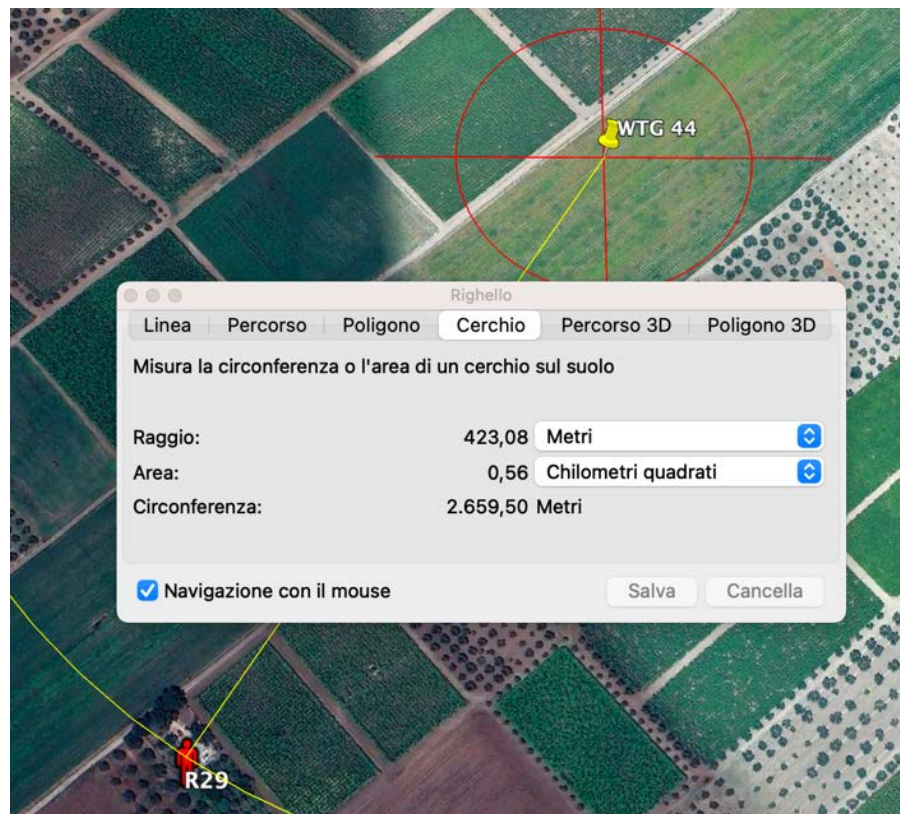 WTG 44
Righello
Linea Percorso Poligono Cerchio Percorso 3D Poligono 3D
Misura la circonferenza o l'area di un cerchio sul suolo
Raggio: 423,08 Metri
Area: 0,56 Chilometri quadrati
Circonferenza: 2.659,50 Metri
Navigazione con il mouse Salva Cancella
R29